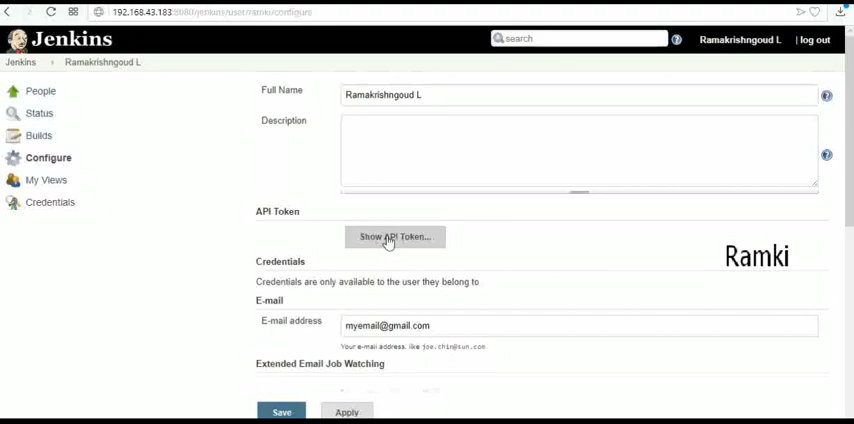 192.168.43.183:8080/jenkins/user/ramki/configure
Jenkins
search
Ramakrishngoud L
| log out
Jenkins
Ramakrishngoud L
People
Status
Builds
Configure
My Views
Credentials
Full Name
Ramakrishngoud L
Description
API Token
Show API Token...
Ramki
Credentials
Credentials are only available to the user they belong to
E-mail
E-mail address
myemail@gmail.com
Your e-mail address, like joe.chin@sun.com
Extended Email Job Watching
Save
Apply